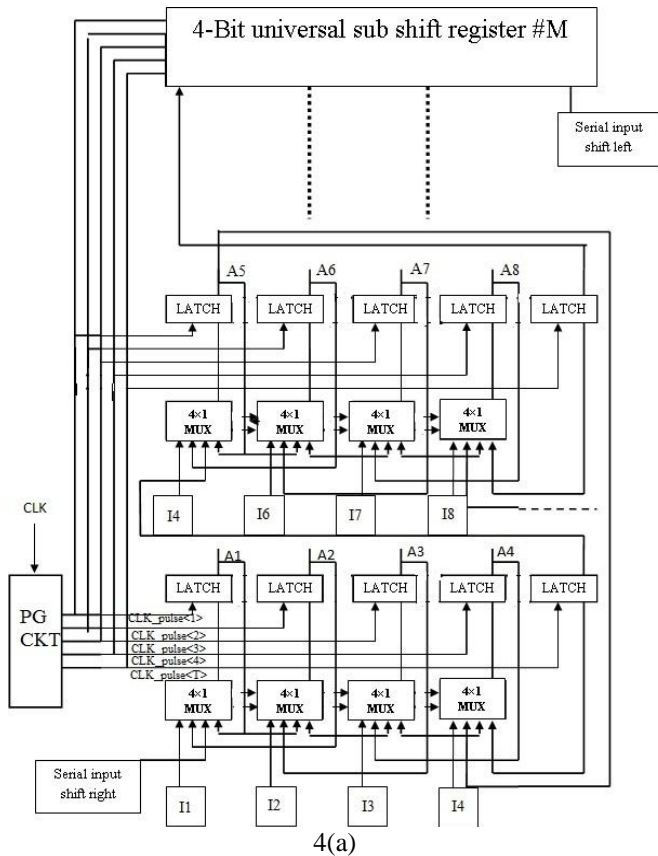 4-Bit universal sub shift register #M
Serial input
shift left
A5 A6 A7 A8
LATCH LATCH LATCH LATCH LATCH
4×1
MUX
4×1
MUX
4×1
MUX
4×1
MUX
I4 I6 I7 I8
CLK
A1 A2 A3 A4
LATCH LATCH LATCH LATCH LATCH
PG
CKT
CLK_pulse<1>
CLK_pulse<2>
CLK_pulse<3>
CLK_pulse<4>
CLK_pulse<T>
4×1
MUX
4×1
MUX
4×1
MUX
4×1
MUX
Serial input
shift right
I1 I2 I3 I4
4(a)